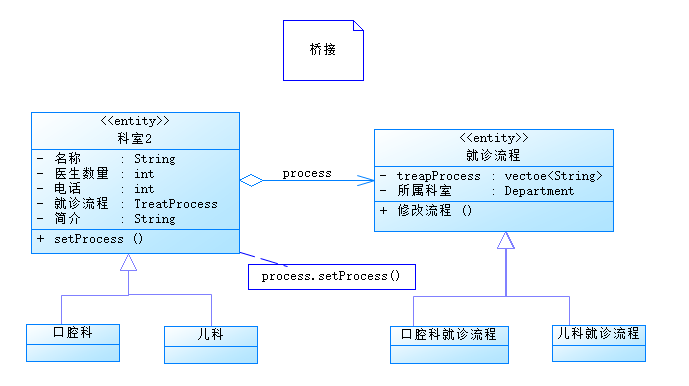 桥接
<<entity>>
科室2
- 名称 : String
- 医生数量 : int
- 电话 : int
- 就诊流程 : TreatProcess
- 简介 : String
+ setProcess ()
process
<<entity>>
就诊流程
- treapProcess : vectoe<String>
- 所属科室 : Department
+ 修改流程 ()
process.setProcess()
口腔科
儿科
口腔科就诊流程
儿科就诊流程